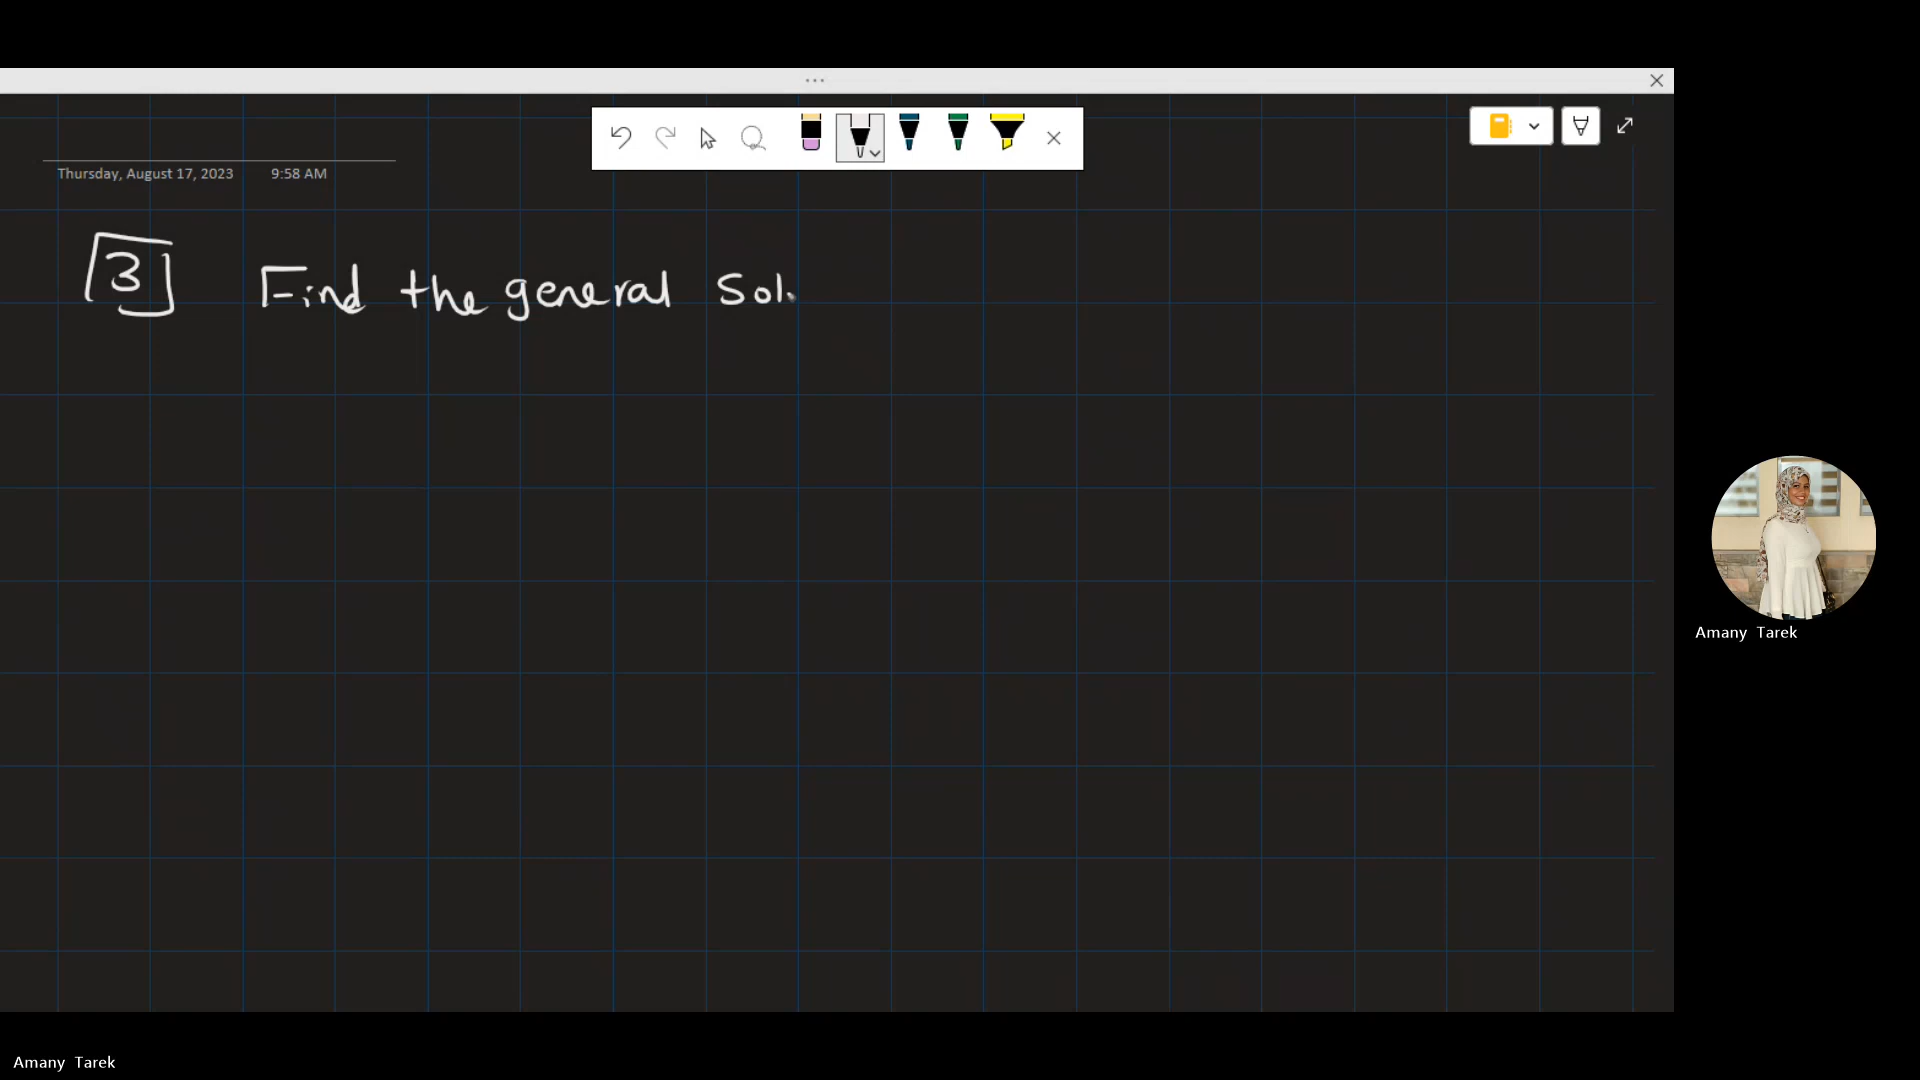 Thursday, August 17, 2023 9:58 AM
3 Find the general Sol.
Amany Tarek
Amany Tarek